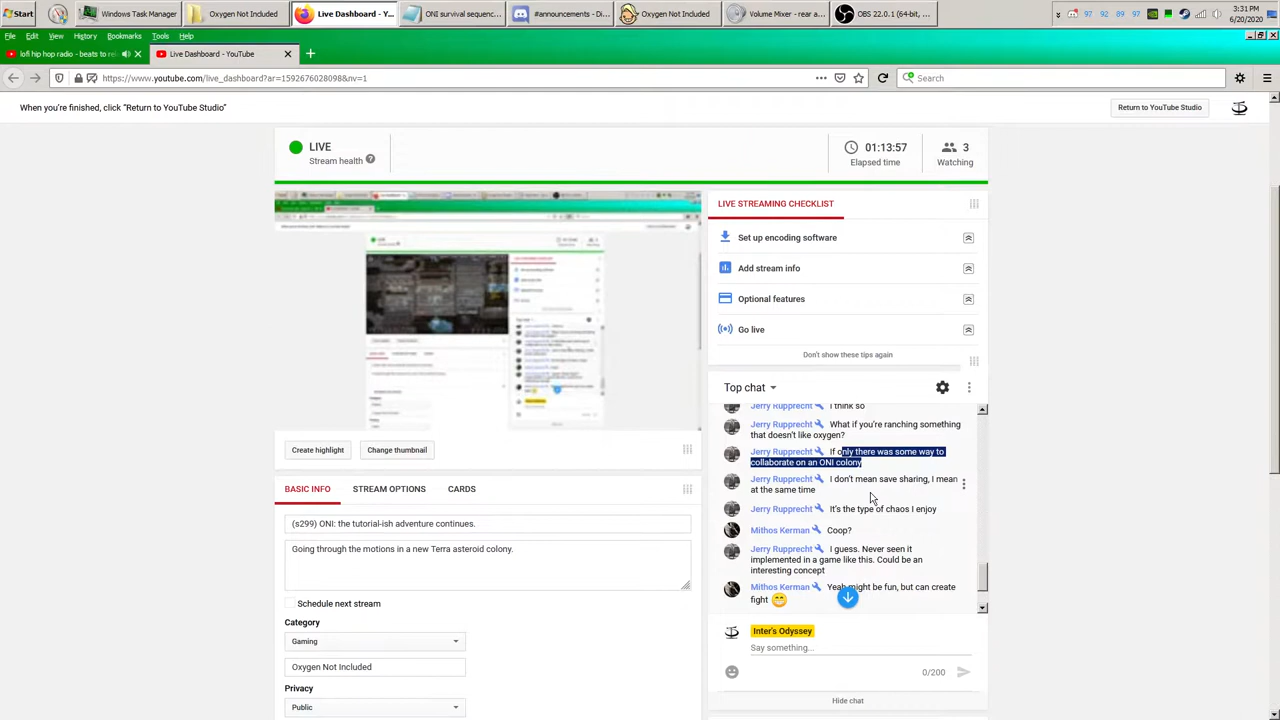 Start
Windows Task Manager
Oxygen Not Included
Live Dashboard - Y...
ONI survival sequenc...
#announcements - Di...
Oxygen Not Included
Volume Mixer - rear a...
OBS 22.0.1 (64-bit, ...
97 92 89 97
3:31 PM
6/20/2020
File Edit View History Bookmarks Tools Help
lofi hip hop radio - beats to rel
Live Dashboard - YouTube
https://www.youtube.com/live_dashboard?ar=1592676028098&nv=1
Search
When you're finished, click "Return to YouTube Studio"
Return to YouTube Studio
LIVE
Stream health
01:13:57
Elapsed time
3
Watching
LIVE STREAMING CHECKLIST
Set up encoding software
Add stream info
Optional features
Go live
Don't show these tips again
Create highlight
Change thumbnail
BASIC INFO
STREAM OPTIONS
CARDS
(s299) ONI: the tutorial-ish adventure continues.
Going through the motions in a new Terra asteroid colony.
Schedule next stream
Category
Gaming
Oxygen Not Included
Privacy
Public
Top chat
Jerry Rupprecht I think so
Jerry Rupprecht What if you're ranching something
that doesn't like oxygen?
Jerry Rupprecht If only there was some way to
collaborate on an ONI colony
Jerry Rupprecht I don't mean save sharing, I mean
at the same time
Jerry Rupprecht It's the type of chaos I enjoy
Mithos Kerman Coop?
Jerry Rupprecht I guess. Never seen it
implemented in a game like this. Could be an
interesting concept
Mithos Kerman Yeah might be fun, but can create
fight 😁
Inter's Odyssey
Say something...
0/200
Hide chat